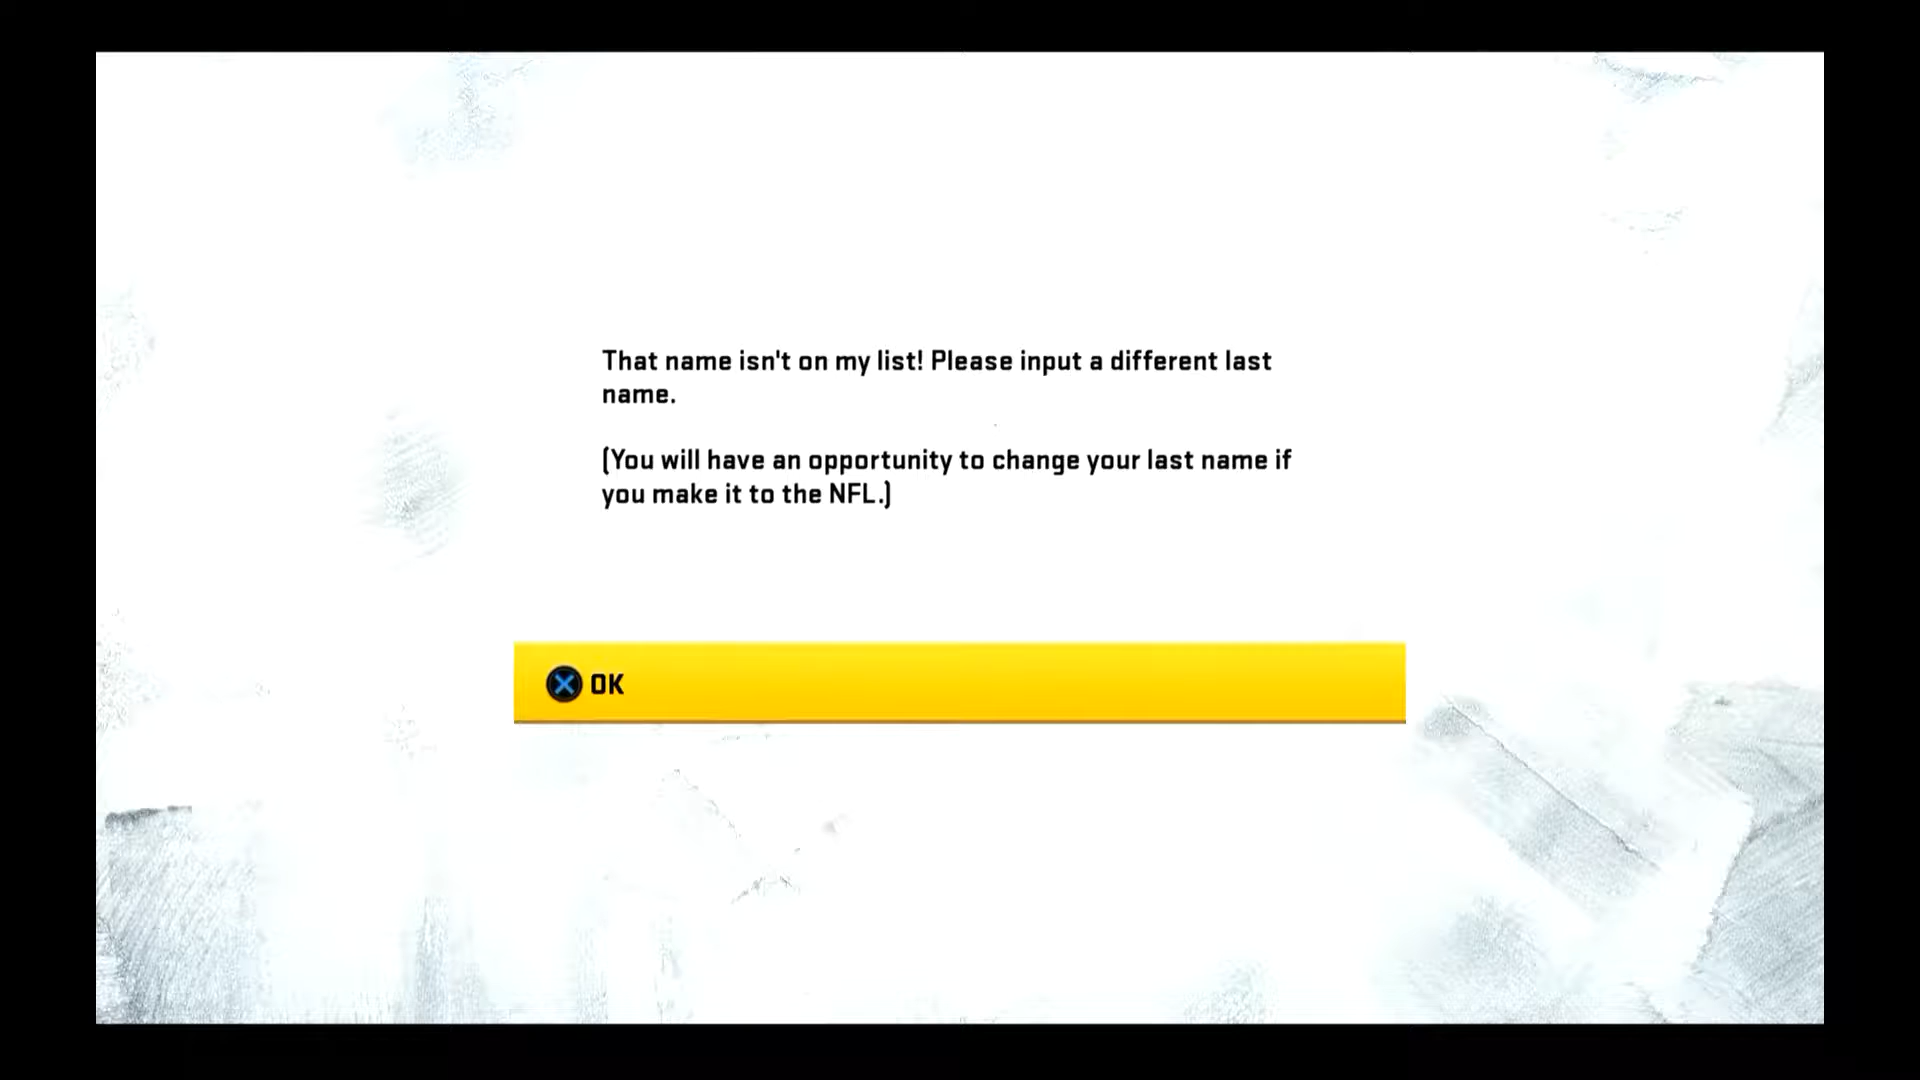 That name isn't on my list! Please input a different last
name.
(You will have an opportunity to change your last name if
you make it to the NFL.)
OK